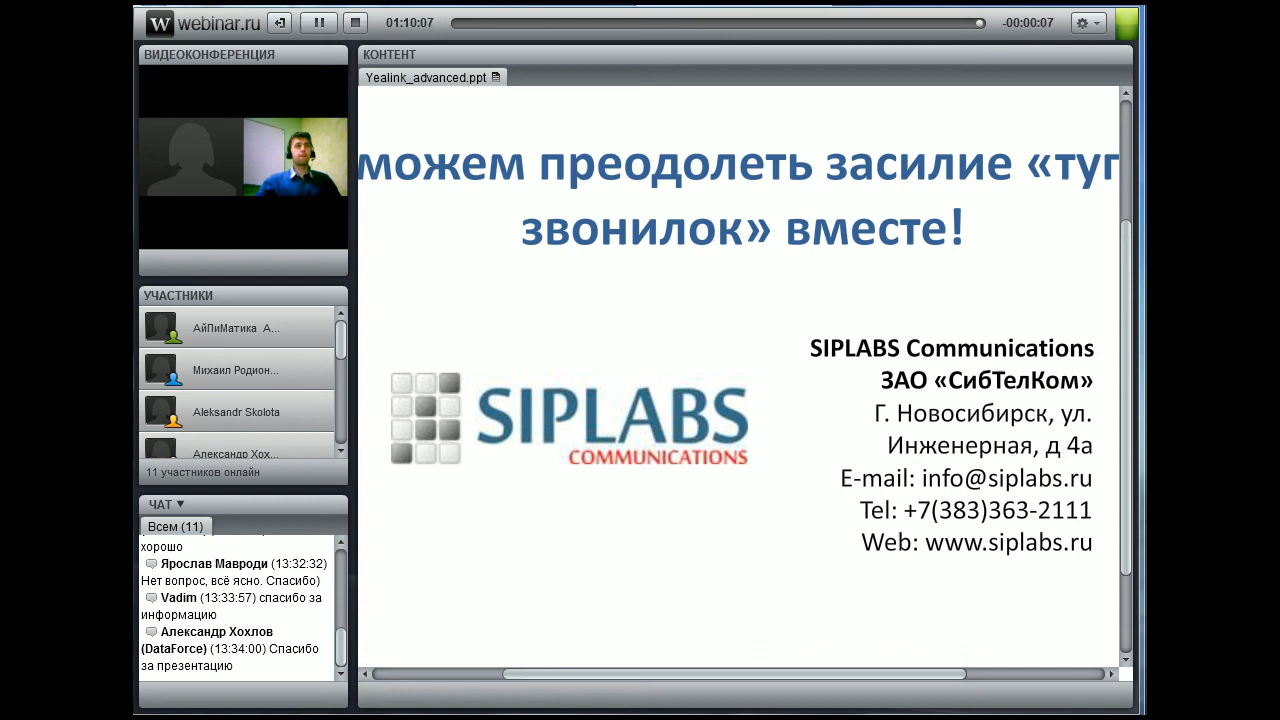 W webinar.ru
01:10:07
-00:00:07
ВИДЕОКОНФЕРЕНЦИЯ
УЧАСТНИКИ
АйПиМатика А...
Михаил Родион...
Aleksandr Skolota
Александр Хох...
11 участников онлайн
ЧАТ
Всем (11)
хорошо
Ярослав Мавроди (13:32:32)
Нет вопрос, всё ясно. Спасибо)
Vadim (13:33:57) спасибо за
информацию
Александр Хохлов
(DataForce) (13:34:00) Спасибо
за презентацию
КОНТЕНТ
Yealink_advanced.ppt
можем преодолеть засилие «туп
звонилок» вместе!
SIPLABS
COMMUNICATIONS
SIPLABS Communications
ЗАО «СибТелКом»
Г. Новосибирск, ул.
Инженерная, д 4а
E-mail: info@siplabs.ru
Tel: +7(383)363-2111
Web: www.siplabs.ru